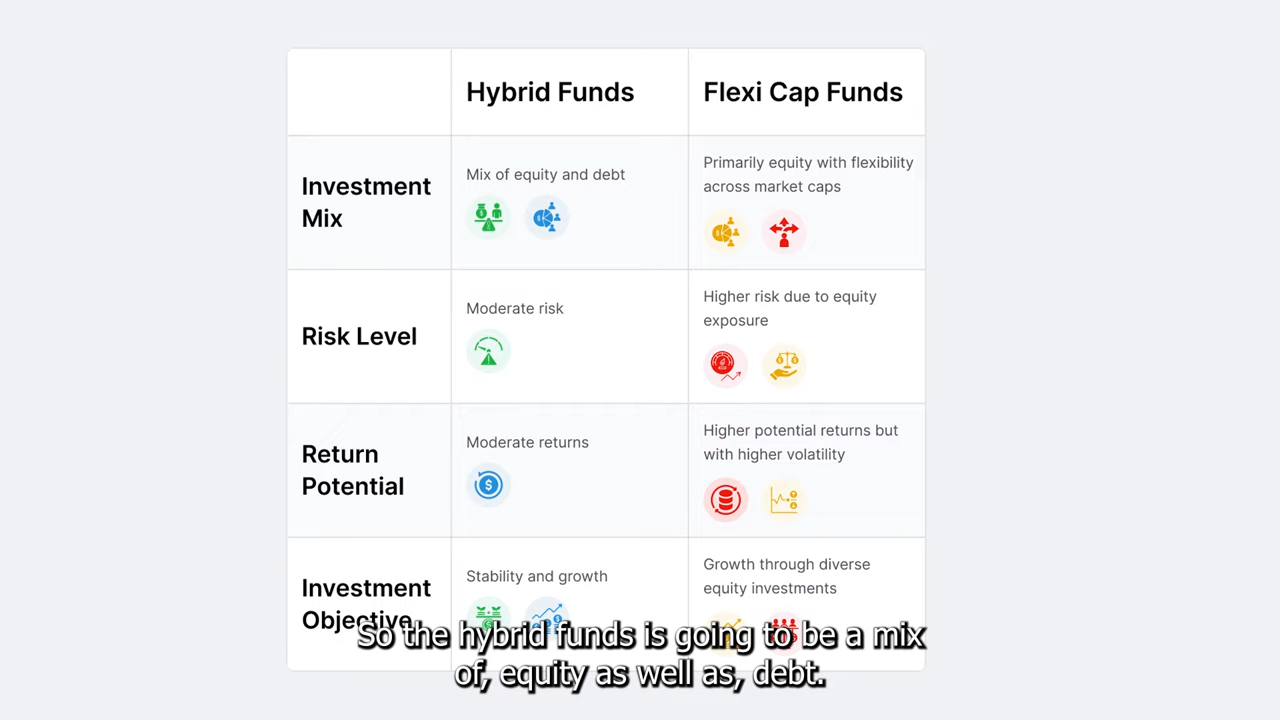 Hybrid Funds
Flexi Cap Funds
Investment
Mix
Mix of equity and debt
Primarily equity with flexibility
across market caps
Risk Level
Moderate risk
Higher risk due to equity
exposure
Return
Potential
Moderate returns
Higher potential returns but
with higher volatility
Investment
Objective
Stability and growth
Growth through diverse
equity investments
So the hybrid funds is going to be a mix
of, equity as well as, debt.